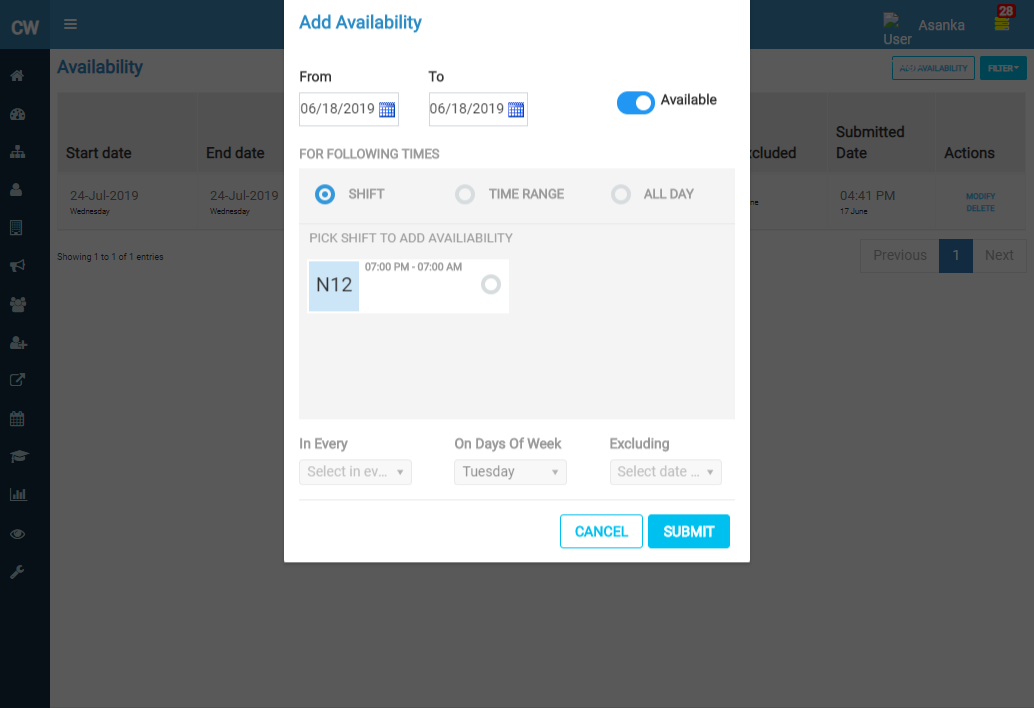 CW
User
Asanka
28
Availability
ADD AVAILABILITY
FILTER
Start date
End date
Submitted
Date
Actions
24-Jul-2019
Wednesday
24-Jul-2019
Wednesday
04:41 PM
17 June
MODIFY
DELETE
Showing 1 to 1 of 1 entries
Previous
1
Next
Add Availability
From
To
06/18/2019
06/18/2019
Available
FOR FOLLOWING TIMES
SHIFT
TIME RANGE
ALL DAY
PICK SHIFT TO ADD AVAILIABILITY
N12
07:00 PM - 07:00 AM
In Every
On Days Of Week
Excluding
Select in ev...
Tuesday
Select date ...
CANCEL
SUBMIT